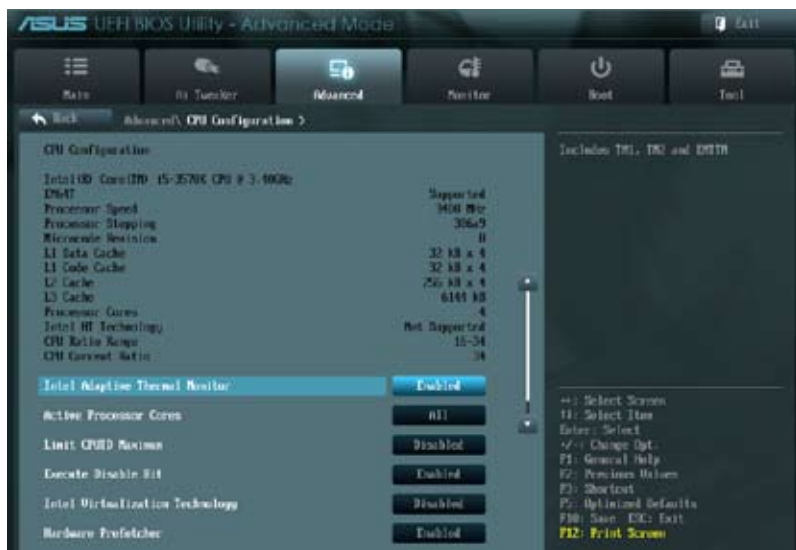 ASUS UEFI BIOS Utility - Advanced Mode
Exit
Main
Ai Tweaker
Advanced
Monitor
Boot
Tool
Back
Advanced\ CPU Configuration >
CPU Configuration
Includes TM1, TM2 and EMTTM
Intel(R) Core(TM) i5-3570K CPU @ 3.40GHz
EM64T Supported
Processor Speed 3400 MHz
Processor Stepping 306a9
Microcode Revision
L1 Data Cache 32 kB x 4
L1 Code Cache 32 kB x 4
L2 Cache 256 kB x 4
L3 Cache 6144 kB
Processor Cores 4
Intel HT Technology Not Supported
CPU Ratio Range 16-34
CPU Current Ratio 34
Intel Adaptive Thermal Monitor Enabled
Active Processor Cores All
Limit CPUID Maximum Disabled
Execute Disable Bit Enabled
Intel Virtualization Technology Disabled
Hardware Prefetcher Enabled
→←: Select Screen
↑↓: Select Item
Enter: Select
+/-: Change Opt.
F1: General Help
F2: Previous Values
F3: Shortcut
F5: Optimized Defaults
F10: Save ESC: Exit
F12: Print Screen